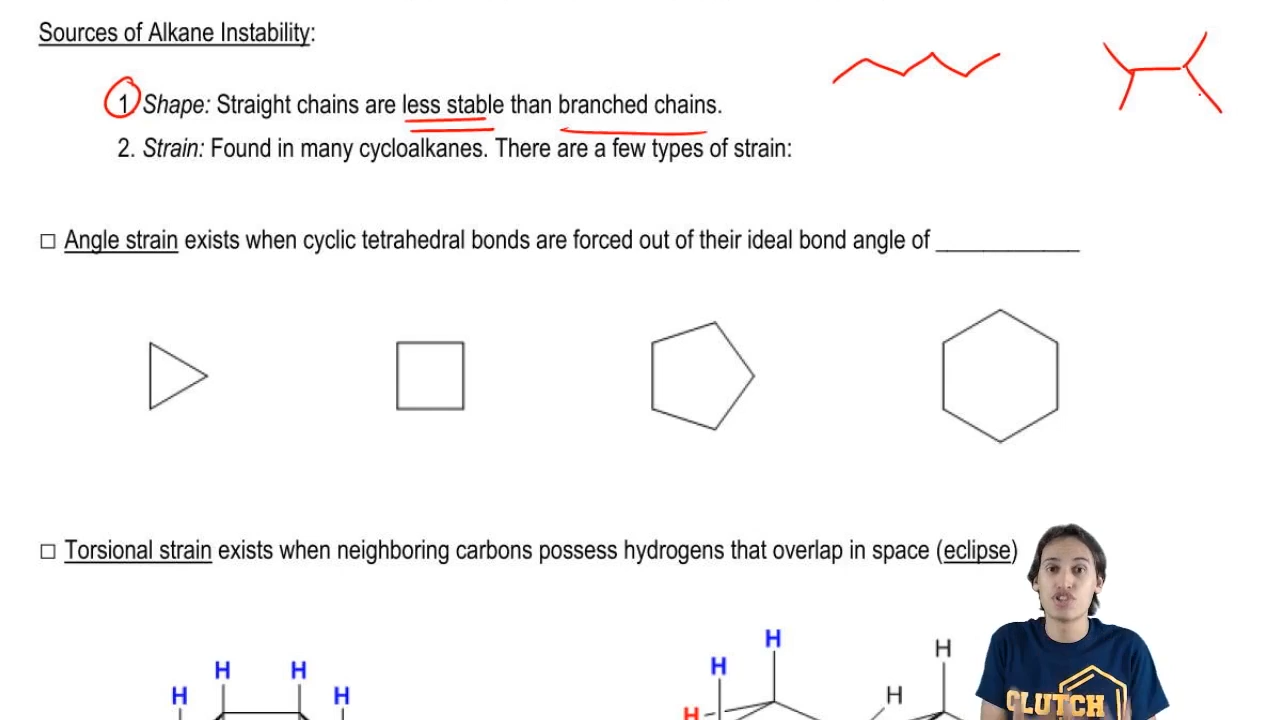 Sources of Alkane Instability:
1 Shape: Straight chains are less stable than branched chains.
2. Strain: Found in many cycloalkanes. There are a few types of strain:
□ Angle strain exists when cyclic tetrahedral bonds are forced out of their ideal bond angle of ____________
□ Torsional strain exists when neighboring carbons possess hydrogens that overlap in space (eclipse)
H H H H
H H H H H
CLUTCH